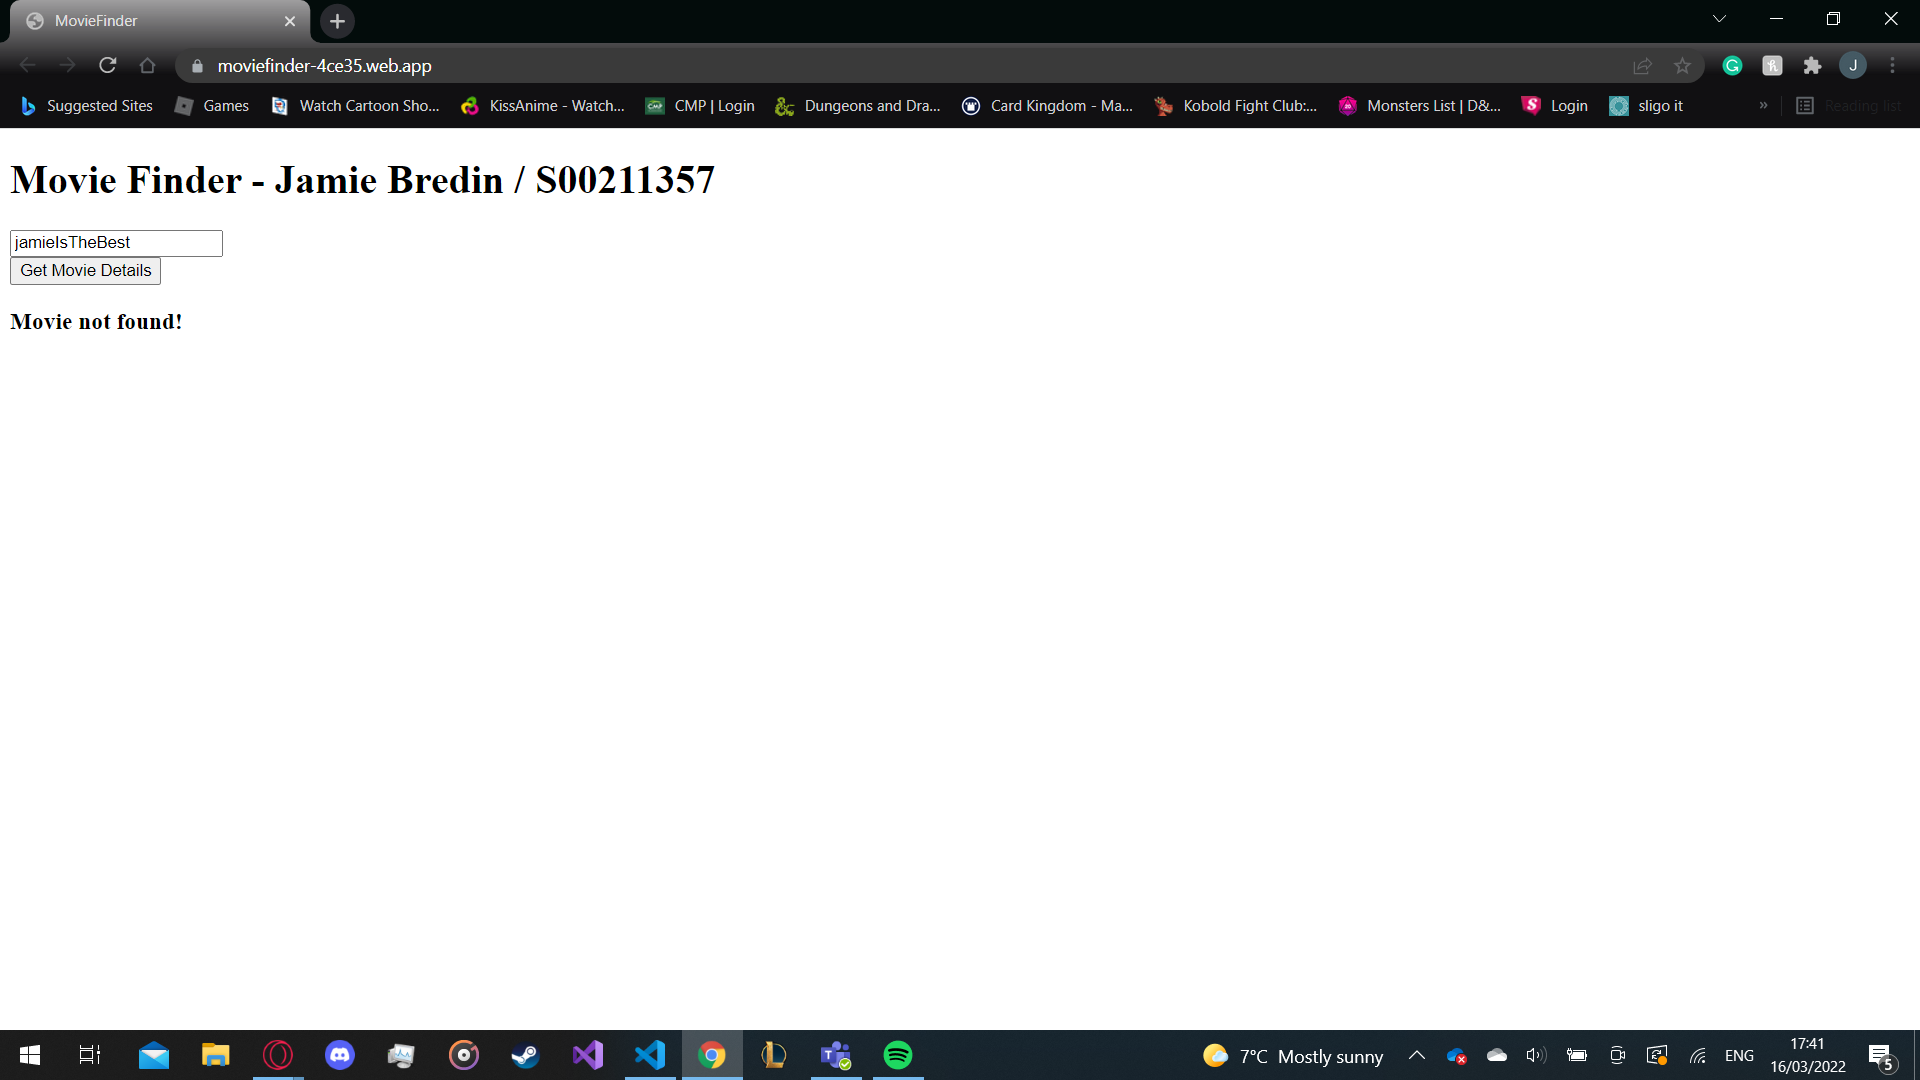 MovieFinder
moviefinder-4ce35.web.app
J
Suggested Sites
Games
Watch Cartoon Sho...
KissAnime - Watch...
CMP | Login
Dungeons and Dra...
Card Kingdom - Ma...
Kobold Fight Club:...
Monsters List | D&...
Login
sligo it
»
Reading list
Movie Finder - Jamie Bredin / S00211357
jamieIsTheBest
Get Movie Details
Movie not found!
7°C Mostly sunny
ENG
17:41
16/03/2022
5